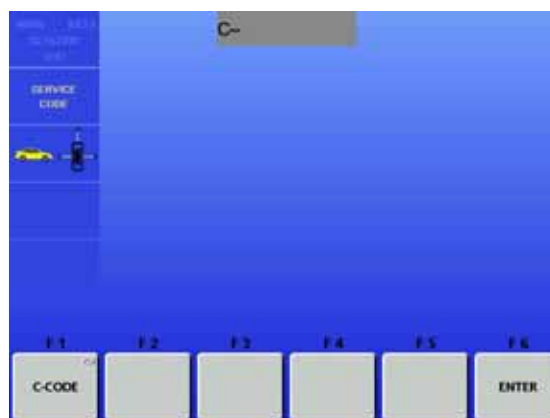 C--
SERVICE
CODE
F1 F2 F3 F4 F5 F6
C-CODE
ENTER